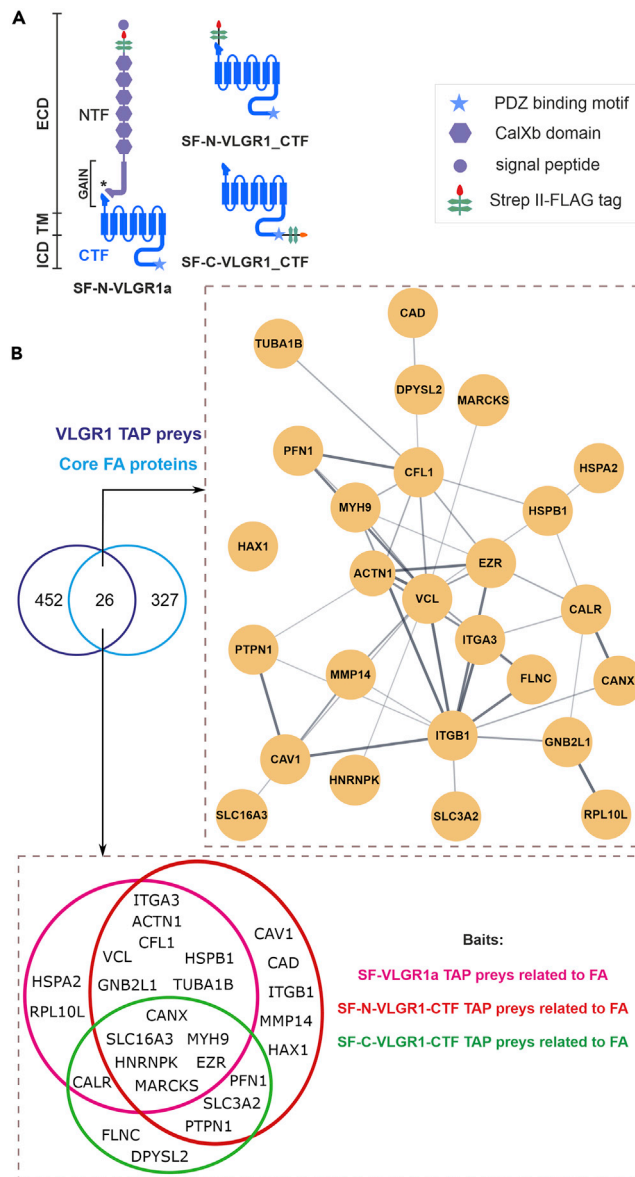 A
ECD
NTF
GAIN
*
TM
ICD
CTF
SF-N-VLGR1a
SF-N-VLGR1_CTF
SF-C-VLGR1_CTF
PDZ binding motif
CalXb domain
signal peptide
Strep II-FLAG tag
B
VLGR1 TAP preys
Core FA proteins
452
26
327
CAD
TUBA1B
DPYSL2
MARCKS
PFN1
CFL1
HSPA2
MYH9
HSPB1
HAX1
EZR
ACTN1
VCL
CALR
ITGA3
PTPN1
MMP14
FLNC
CANX
ITGB1
GNB2L1
CAV1
HNRNPK
SLC16A3
SLC3A2
RPL10L
ITGA3
ACTN1
CFL1
VCL
HSPB1
CAV1
CAD
HSPA2
GNB2L1
TUBA1B
ITGB1
RPL10L
CANX
MMP14
SLC16A3
MYH9
HAX1
HNRNPK
EZR
CALR
MARCKS
PFN1
SLC3A2
PTPN1
FLNC
DPYSL2
Baits:
SF-VLGR1a TAP preys related to FA
SF-N-VLGR1-CTF TAP preys related to FA
SF-C-VLGR1-CTF TAP preys related to FA